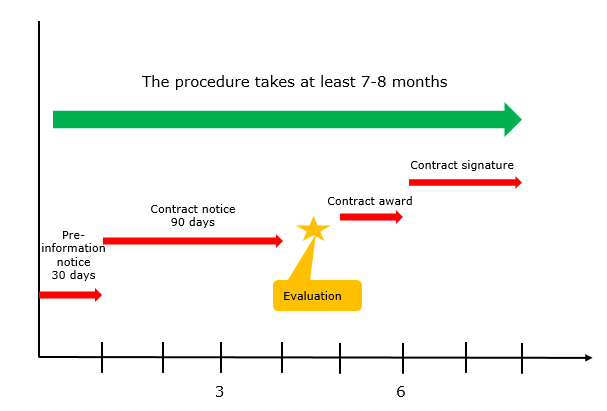 The procedure takes at least 7-8 months
Contract signature
Contract award
Contract notice
90 days
Pre-
information
notice
30 days
Evaluation
3
6